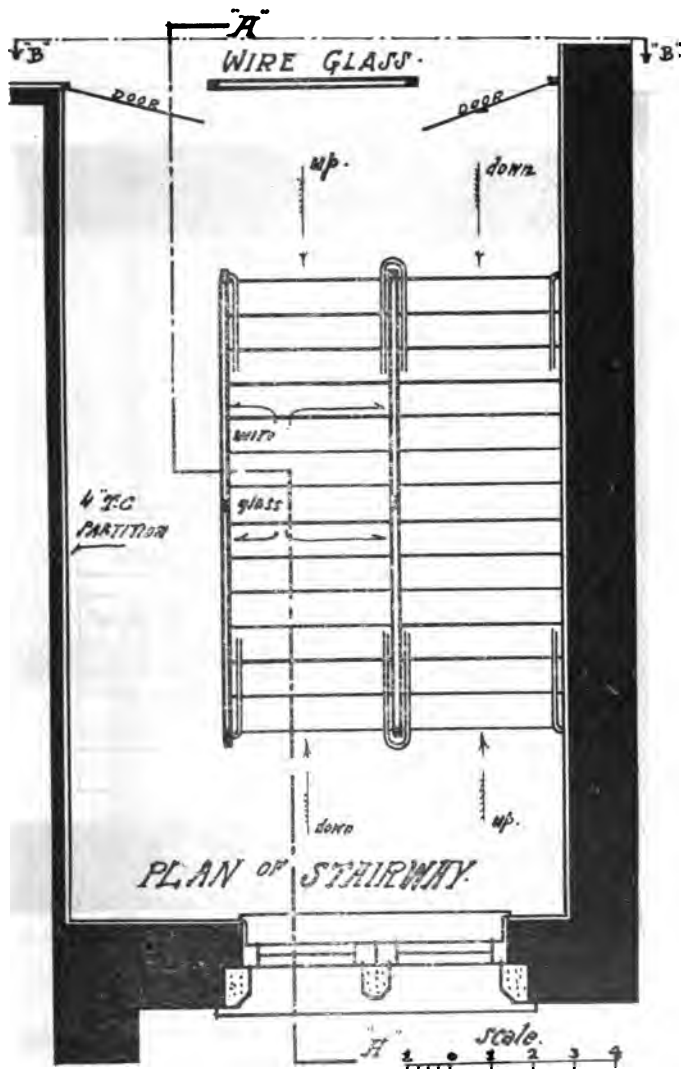 "A"
"B"
"B"
WIRE GLASS.
DOOR
DOOR
up.
down
wire
glass
4" T.C
PARTITION
down
up.
PLAN OF STAIRWAY.
"A"
scale.
1 0 1 2 3 4